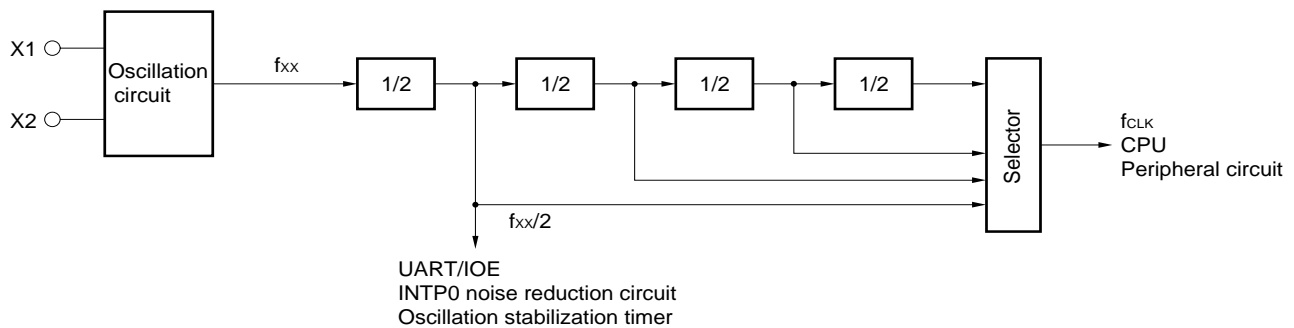 X1
X2
Oscillation
circuit
fXX
1/2
1/2
1/2
1/2
Selector
fCLK
CPU
Peripheral circuit
fXX/2
UART/IOE
INTP0 noise reduction circuit
Oscillation stabilization timer